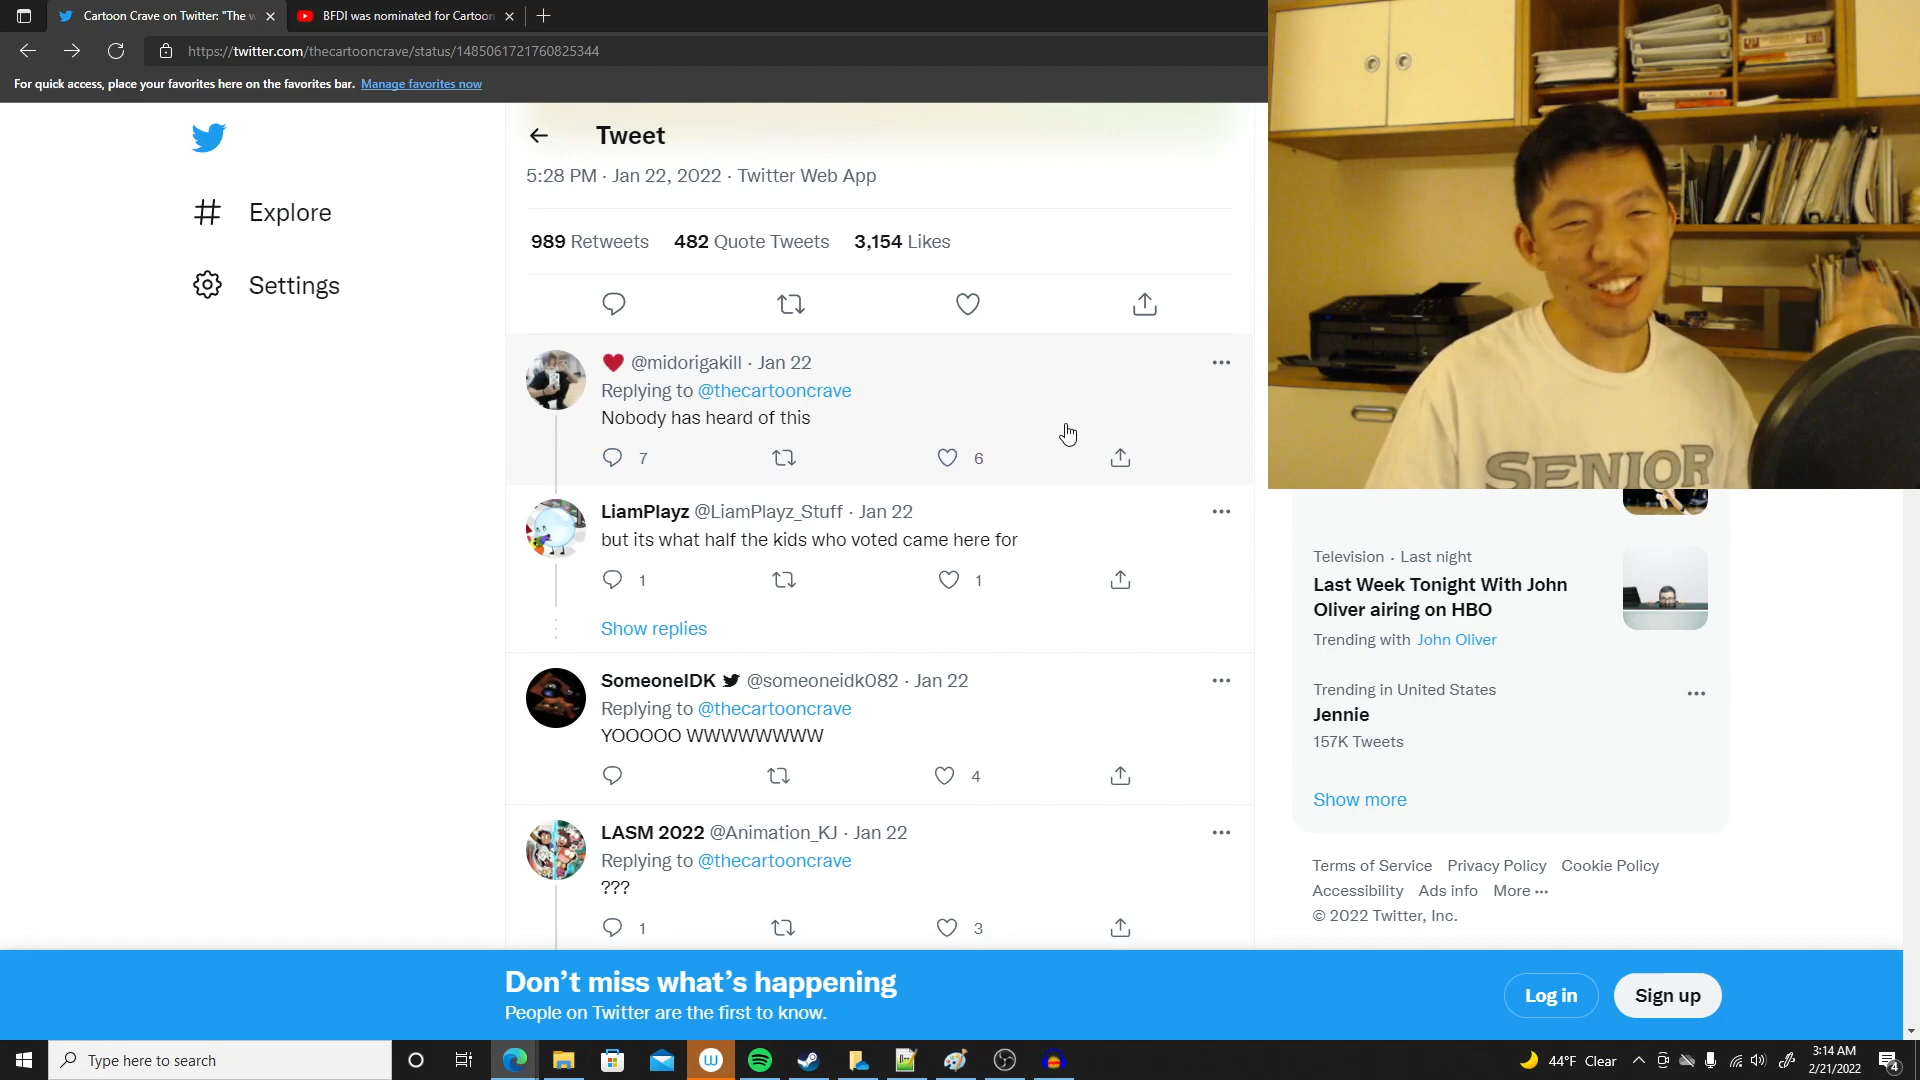 Cartoon Crave on Twitter: "The w
BFDI was nominated for Cartoon
https://twitter.com/thecartooncrave/status/1485061721760825344
For quick access, place your favorites here on the favorites bar. Manage favorites now
Tweet
5:28 PM · Jan 22, 2022 · Twitter Web App
Explore
989 Retweets 482 Quote Tweets 3,154 Likes
Settings
@midorigakill · Jan 22
Replying to @thecartooncrave
Nobody has heard of this
7 6
SENIOR
LiamPlayz @LiamPlayz_Stuff · Jan 22
but its what half the kids who voted came here for
1 1
Show replies
Television · Last night
Last Week Tonight With John
Oliver airing on HBO
Trending with John Oliver
SomeoneIDK @someoneidk082 · Jan 22
Replying to @thecartooncrave
YOOOOO WWWWWWWW
4
Trending in United States
Jennie
157K Tweets
Show more
LASM 2022 @Animation_KJ · Jan 22
Replying to @thecartooncrave
???
1 3
Terms of Service Privacy Policy Cookie Policy
Accessibility Ads info More ···
© 2022 Twitter, Inc.
Don't miss what's happening
People on Twitter are the first to know.
Log in Sign up
Type here to search
44°F Clear
3:14 AM
2/21/2022
4